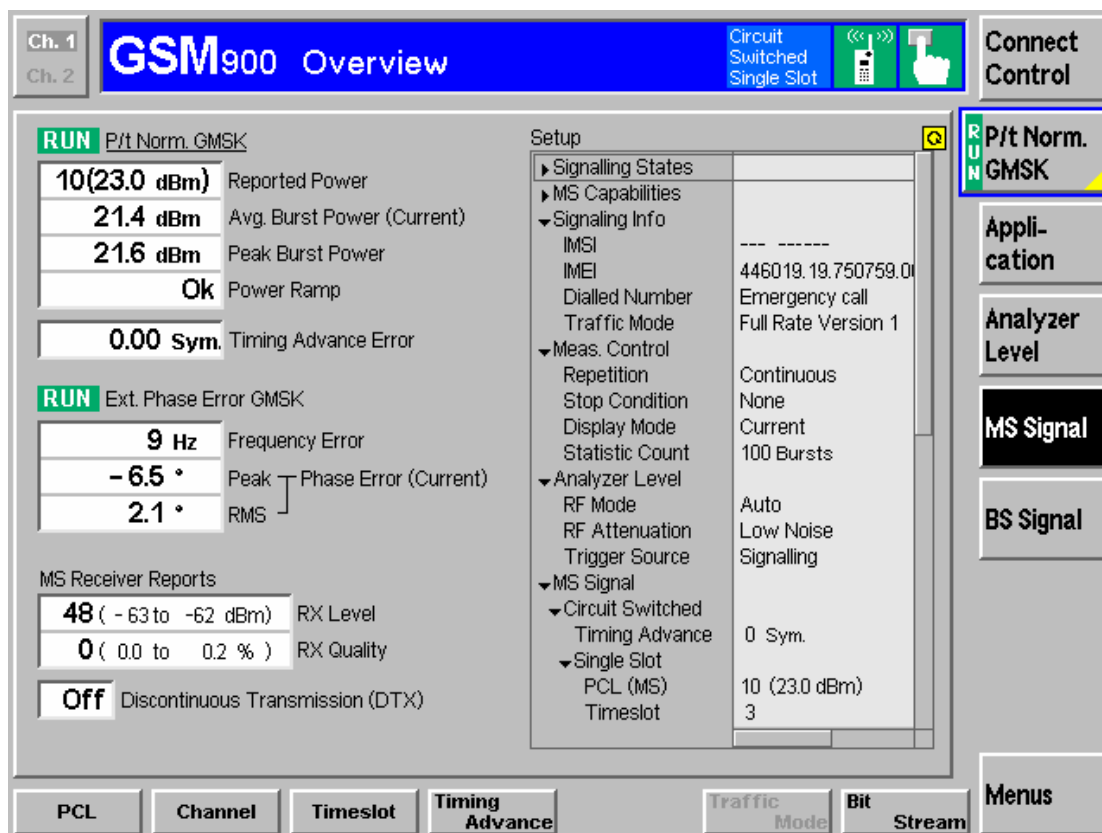 Ch. 1
Ch. 2
GSM900 Overview
Circuit
Switched
Single Slot
Connect
Control
RUN P/t Norm. GMSK
10(23.0 dBm) Reported Power
21.4 dBm Avg. Burst Power (Current)
21.6 dBm Peak Burst Power
Ok Power Ramp
0.00 Sym. Timing Advance Error
RUN Ext. Phase Error GMSK
9 Hz Frequency Error
- 6.5 ° Peak Phase Error (Current)
2.1 ° RMS
MS Receiver Reports
48 ( - 63 to -62 dBm) RX Level
0 ( 0.0 to 0.2 % ) RX Quality
Off Discontinuous Transmission (DTX)
Setup
Signalling States
MS Capabilities
Signaling Info
IMSI --- ------
IMEI 446019.19.750759.0
Dialled Number Emergency call
Traffic Mode Full Rate Version 1
Meas. Control
Repetition Continuous
Stop Condition None
Display Mode Current
Statistic Count 100 Bursts
Analyzer Level
RF Mode Auto
RF Attenuation Low Noise
Trigger Source Signalling
MS Signal
Circuit Switched
Timing Advance 0 Sym.
Single Slot
PCL (MS) 10 (23.0 dBm)
Timeslot 3
RUN
P/t Norm.
GMSK
Appli-
cation
Analyzer
Level
MS Signal
BS Signal
Menus
PCL
Channel
Timeslot
Timing
Advance
Traffic
Mode
Bit
Stream